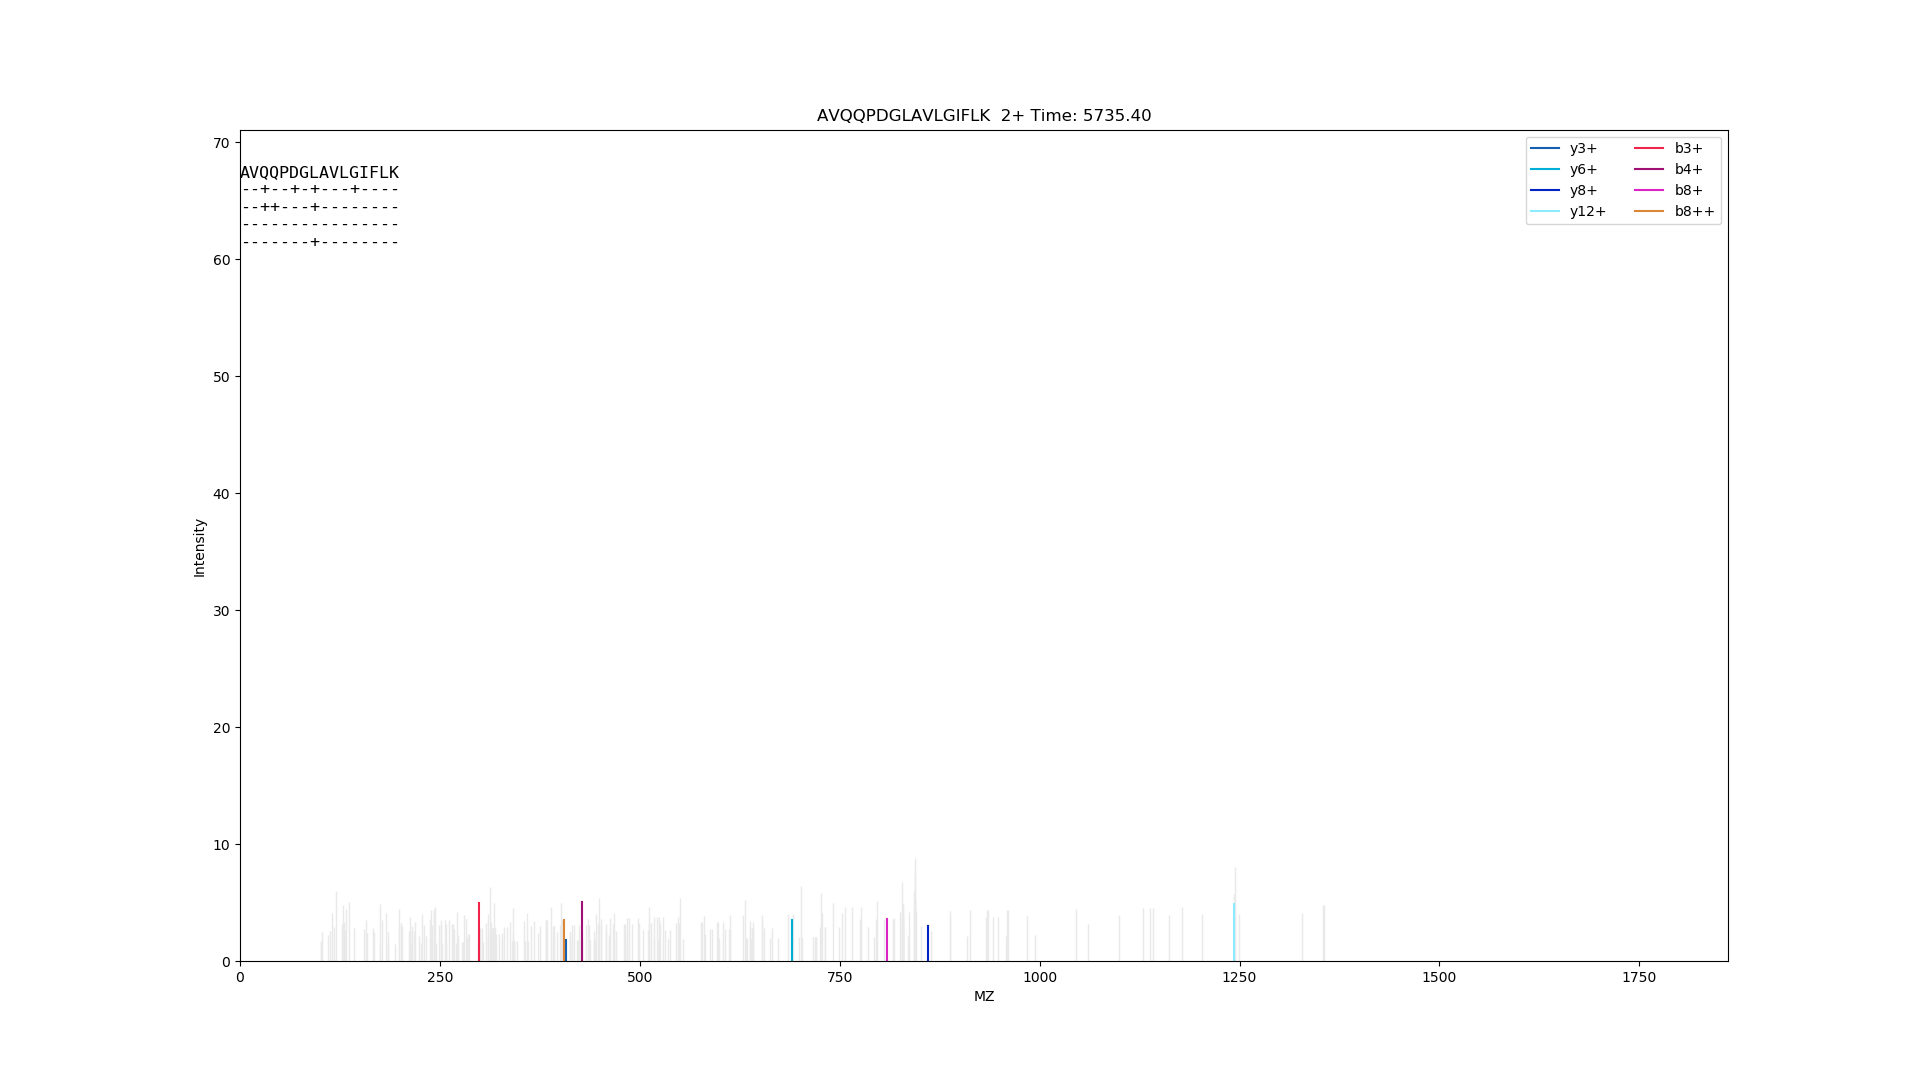 AVQQPDGLAVLGIFLK  2+ Time: 5735.40
70
60
50
40
30
20
10
0
Intensity
AVQQPDGLAVLGIFLK
--+--+-+---+----
--++---+--------
----------------
-------+--------
y3+
y6+
y8+
y12+
b3+
b4+
b8+
b8++
0
250
500
750
1000
1250
1500
1750
MZ